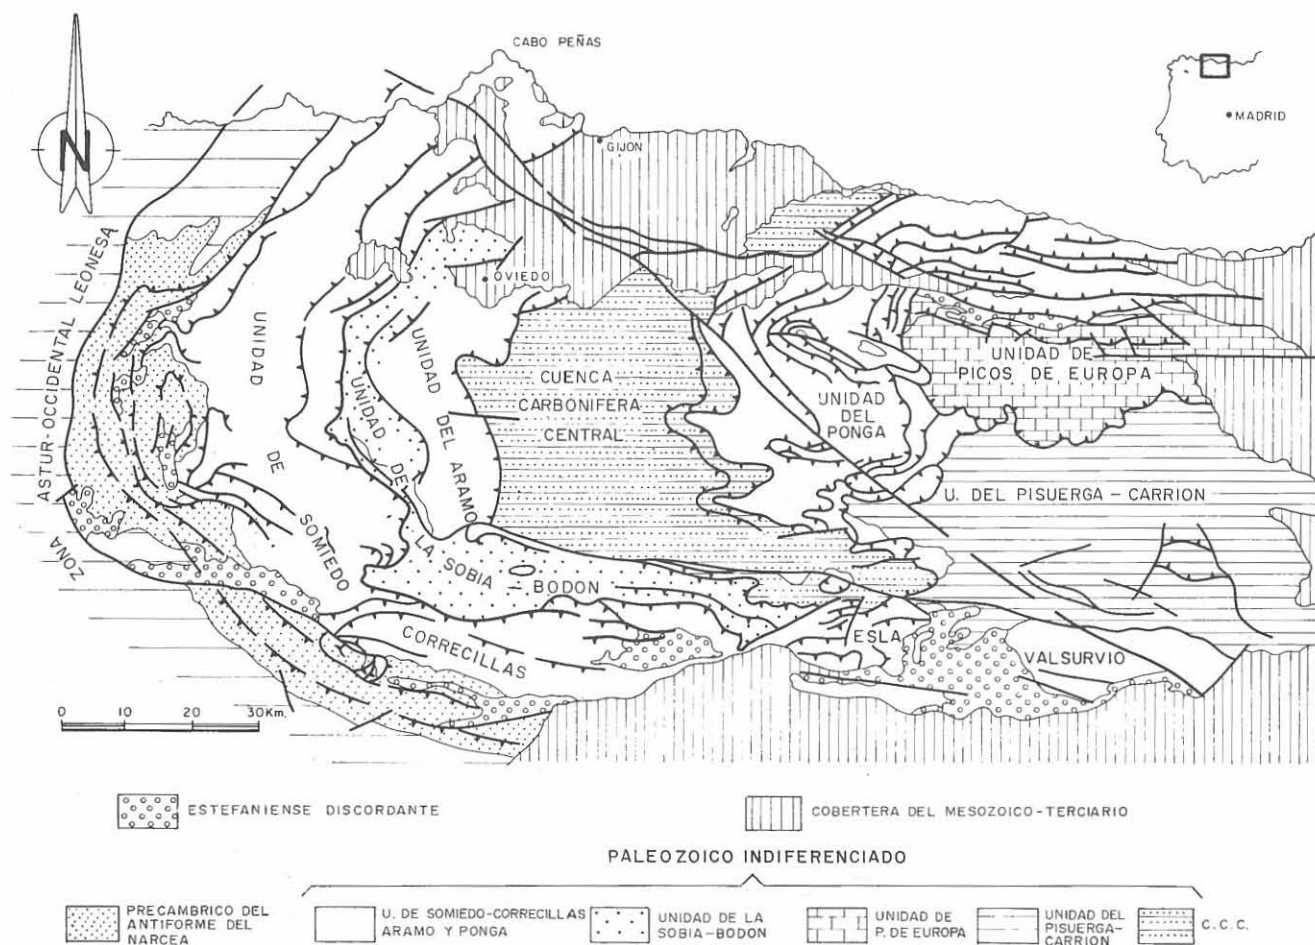 CABO PEÑAS
N
GIJON
MADRID
OVIEDO
ZONA ASTUR-OCCIDENTAL LEONESA
UNIDAD DE SOMIEDO
UNIDAD DE LA SOBIA
BODON
UNIDAD DEL ARAMO
CUENCA
CARBONIFERA
CENTRAL
UNIDAD
DEL
PONGA
UNIDAD DE
PICOS DE EUROPA
U. DEL PISUERGA - CARRION
CORRECILLAS
ESLA
VALSURVIO
0 10 20 30 Km.
ESTEFANIENSE DISCORDANTE
COBERTERA DEL MESOZOICO-TERCIARIO
PALEOZOICO INDIFERENCIADO
PRECAMBRICO DEL
ANTIFORME DEL
NARCEA
U. DE SOMIEDO-CORRECILLAS
ARAMO Y PONGA
UNIDAD DE LA
SOBIA-BODON
UNIDAD DE
P. DE EUROPA
UNIDAD DEL
PISUERGA-
CARRION
C.C.C.